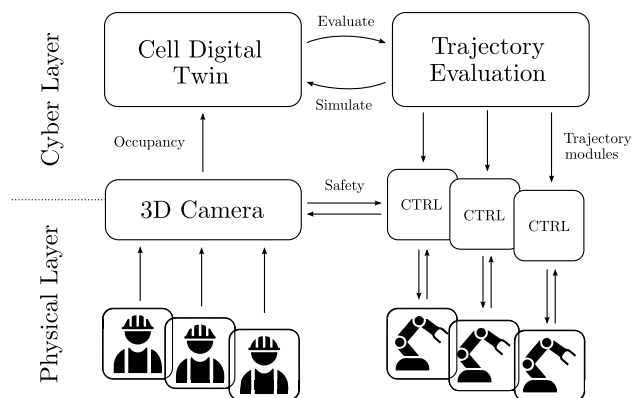 Cyber Layer
Physical Layer
Cell Digital
Twin
Evaluate
Simulate
Trajectory
Evaluation
Occupancy
Trajectory
modules
3D Camera
Safety
CTRL
CTRL
CTRL